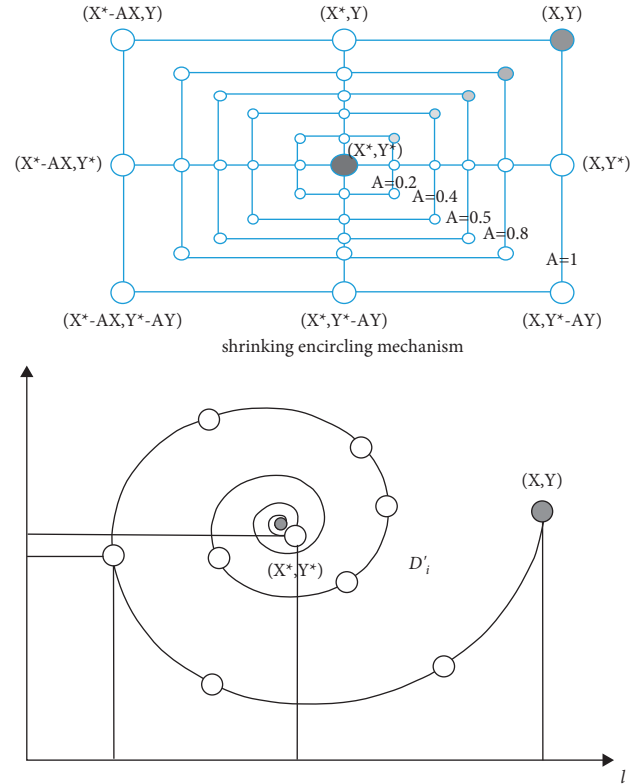 (X*-AX,Y) (X*,Y) (X,Y)
(X*-AX,Y*) (X*,Y*) (X,Y*)
A=0.2
A=0.4
A=0.5
A=0.8
A=1
(X*-AX,Y*-AY) (X*,Y*-AY) (X,Y*-AY)
shrinking encircling mechanism
(X,Y)
(X*,Y*)
D'i
l